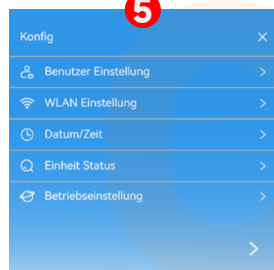 5
Konfig
Benutzer Einstellung
WLAN Einstellung
Datum/Zeit
Einheit Status
Betriebseinstellung